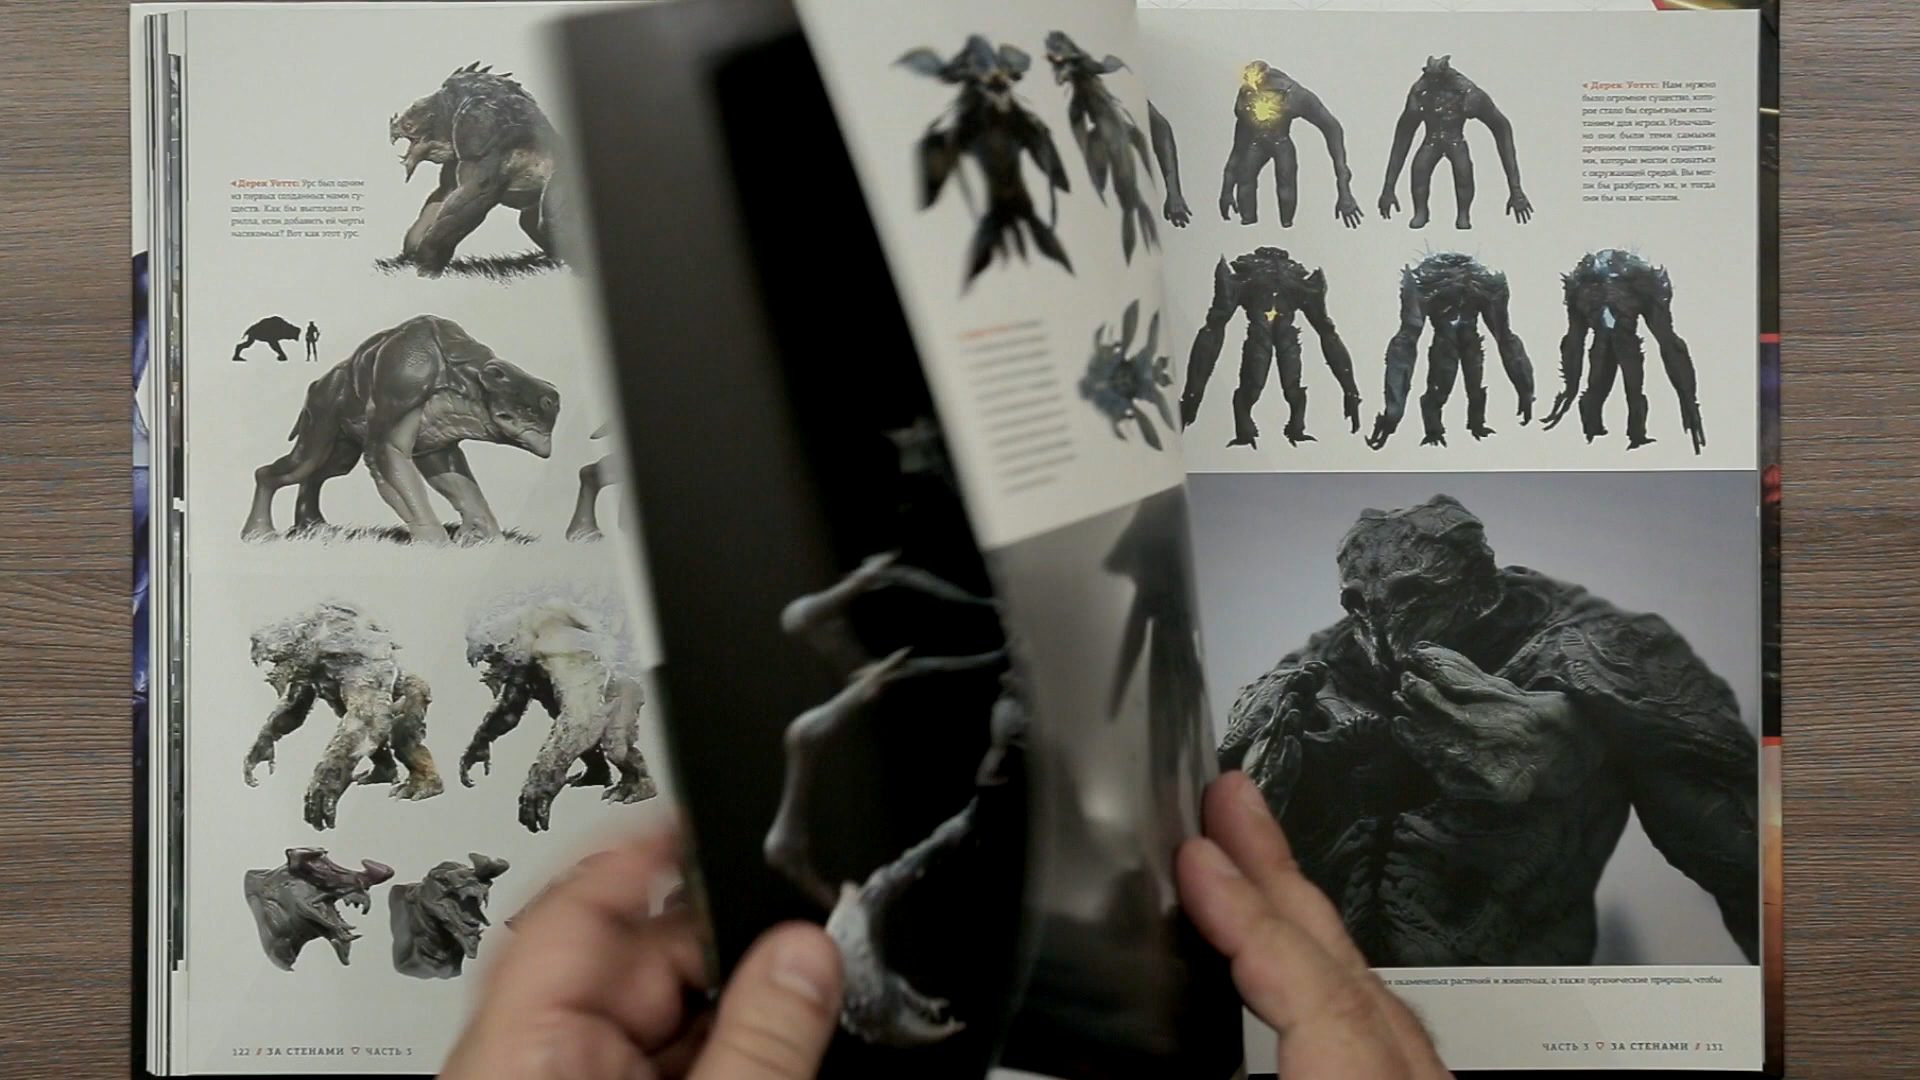 ◂ Дерек Уоттс: Урс был одним
из первых созданных нами су-
ществ. Как бы выглядела го-
рилла, если добавить ей черты
насекомых? Вот как этот урс.
◂ Дерек Уоттс: Нам нужно
было огромное существо, кото-
рое стало бы серьезным испы-
танием для игрока. Изначаль-
но они были теми самыми
древними спящими существа-
ми, которые могли сливаться
с окружающей средой. Вы мог-
ли бы разбудить их, и тогда
они бы на вас напали.
окаменелых растений и животных, а также органические природы, чтобы
122 // ЗА СТЕНАМИ ▽ ЧАСТЬ 3
ЧАСТЬ 3 ▽ ЗА СТЕНАМИ // 131